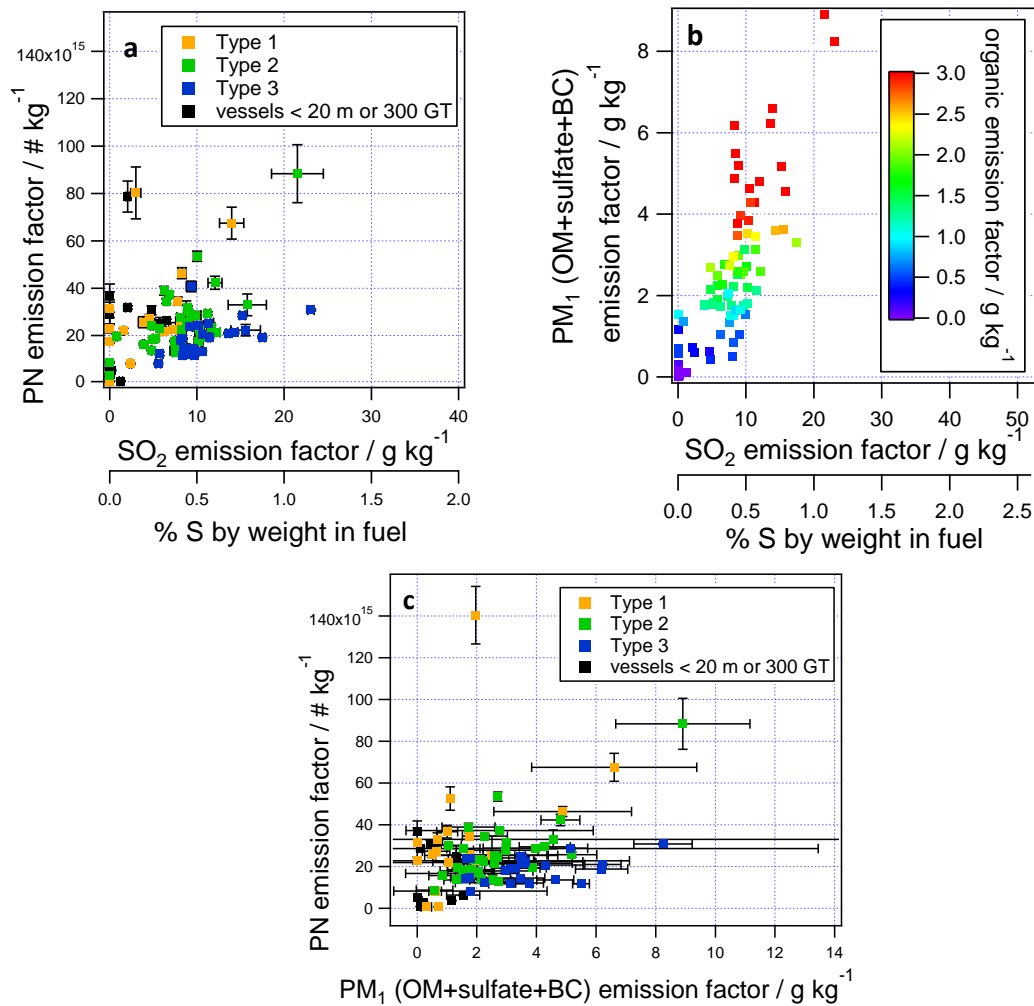 a
Type 1
Type 2
Type 3
vessels < 20 m or 300 GT
140x10¹⁵
120
100
80
60
40
20
0
PN emission factor / # kg⁻¹
0 10 20 30 40
SO₂ emission factor / g kg⁻¹
0.0 0.5 1.0 1.5 2.0
% S by weight in fuel
b
8
6
4
2
0
PM₁ (OM+sulfate+BC)
emission factor / g kg⁻¹
3.0
2.5
2.0
1.5
1.0
0.5
0.0
organic emission factor / g kg⁻¹
0 10 20 30 40 50
SO₂ emission factor / g kg⁻¹
0.0 0.5 1.0 1.5 2.0 2.5
% S by weight in fuel
c
Type 1
Type 2
Type 3
vessels < 20 m or 300 GT
140x10¹⁵
120
100
80
60
40
20
0
PN emission factor / # kg⁻¹
0 2 4 6 8 10 12 14
PM₁ (OM+sulfate+BC) emission factor / g kg⁻¹